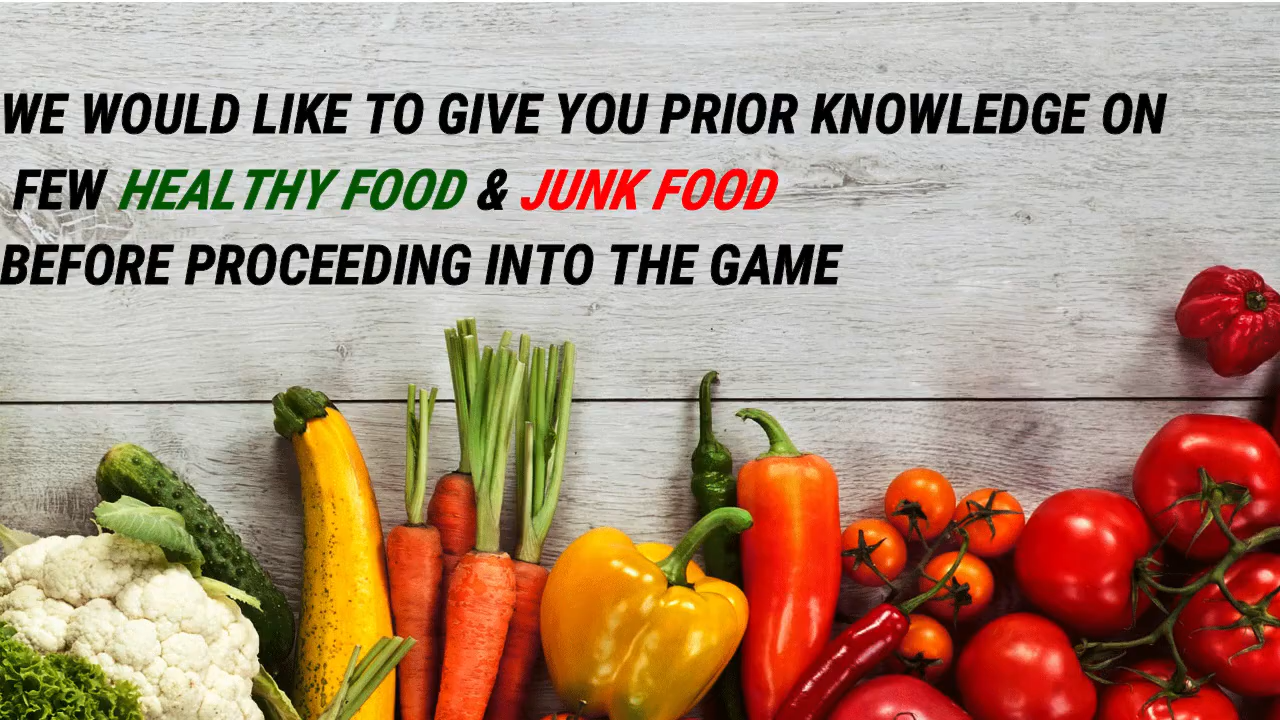 WE WOULD LIKE TO GIVE YOU PRIOR KNOWLEDGE ON
FEW HEALTHY FOOD & JUNK FOOD
BEFORE PROCEEDING INTO THE GAME